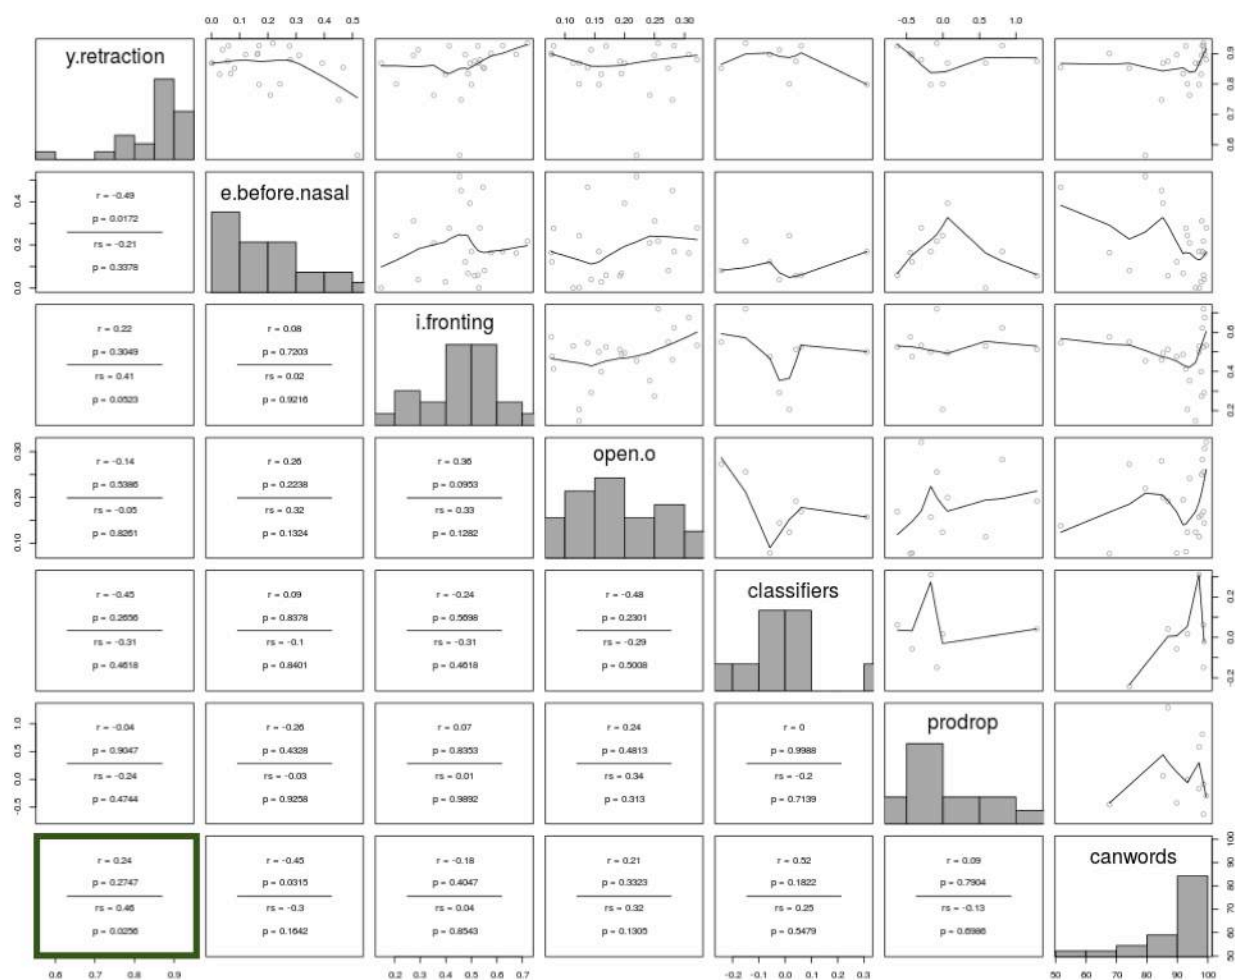 0.0 0.1 0.2 0.3 0.4 0.5
0.10 0.20 0.30
-0.5 0.0 0.5 1.0
y.retraction
0.6 0.7 0.8 0.9
0.0 0.2 0.4
r = -0.49
p = 0.0172
rs = -0.21
p = 0.3378
e.before.nasal
r = 0.22
p = 0.3049
rs = 0.41
p = 0.0523
r = 0.08
p = 0.7203
rs = 0.02
p = 0.9216
i.fronting
0.2 0.4 0.6
0.10 0.20 0.30
r = -0.14
p = 0.5386
rs = -0.05
p = 0.8261
r = 0.26
p = 0.2238
rs = 0.32
p = 0.1324
r = 0.36
p = 0.0953
rs = 0.33
p = 0.1282
open.o
r = -0.45
p = 0.2656
rs = -0.31
p = 0.4618
r = 0.09
p = 0.8378
rs = -0.1
p = 0.8401
r = -0.24
p = 0.5698
rs = -0.31
p = 0.4618
r = -0.48
p = 0.2301
rs = -0.29
p = 0.5008
classifiers
-0.2 0.0 0.2
-0.5 0.0 0.5 1.0
r = -0.04
p = 0.9047
rs = -0.24
p = 0.4744
r = -0.26
p = 0.4328
rs = -0.03
p = 0.9258
r = 0.07
p = 0.8353
rs = 0.01
p = 0.9892
r = 0.24
p = 0.4813
rs = 0.34
p = 0.313
r = 0
p = 0.9988
rs = -0.2
p = 0.7139
prodrop
r = 0.24
p = 0.2747
rs = 0.46
p = 0.0256
r = -0.45
p = 0.0315
rs = -0.3
p = 0.1642
r = -0.18
p = 0.4047
rs = 0.04
p = 0.8543
r = 0.21
p = 0.3323
rs = 0.32
p = 0.1305
r = 0.52
p = 0.1822
rs = 0.25
p = 0.5479
r = 0.09
p = 0.7904
rs = -0.13
p = 0.6986
canwords
50 60 70 80 90 100
0.6 0.7 0.8 0.9
0.2 0.3 0.4 0.5 0.6 0.7
-0.2 -0.1 0.0 0.1 0.2 0.3
50 60 70 80 90 100